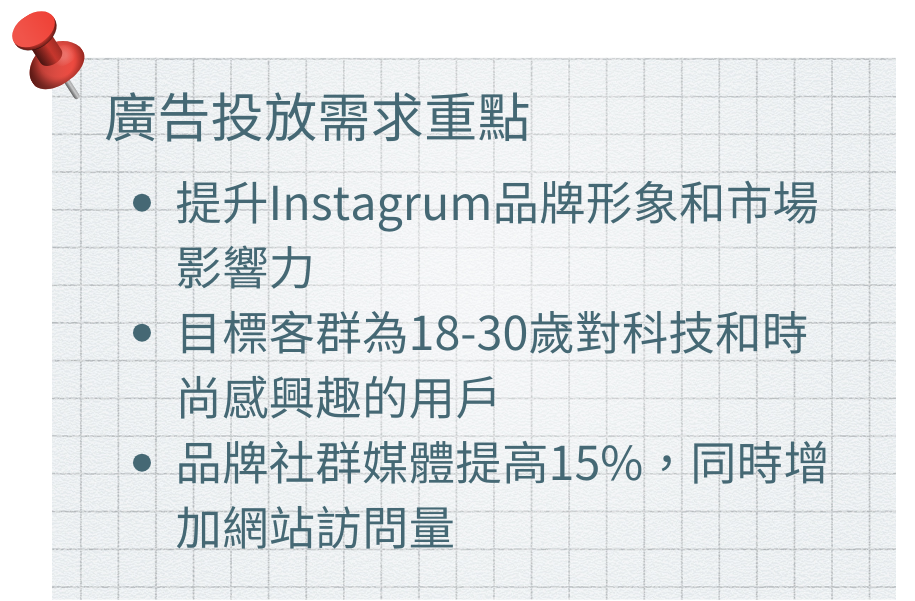 廣告投放需求重點
• 提升Instagrum品牌形象和市場
影響力
• 目標客群為18-30歲對科技和時
尚感興趣的用戶
• 品牌社群媒體提高15%，同時增
加網站訪問量